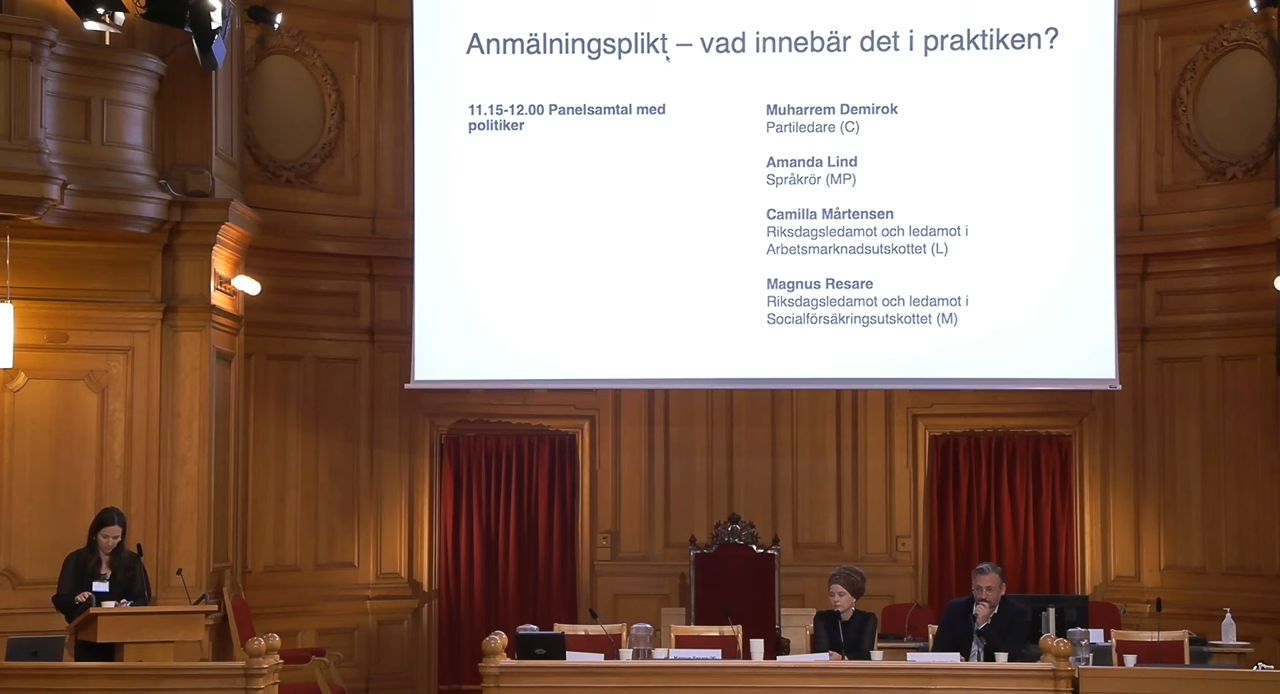 Anmälningsplikt – vad innebär det i praktiken?
11.15-12.00 Panelsamtal med
politiker
Muharrem Demirok
Partiledare (C)
Amanda Lind
Språkrör (MP)
Camilla Mårtensen
Riksdagsledamot och ledamot i
Arbetsmarknadsutskottet (L)
Magnus Resare
Riksdagsledamot och ledamot i
Socialförsäkringsutskottet (M)